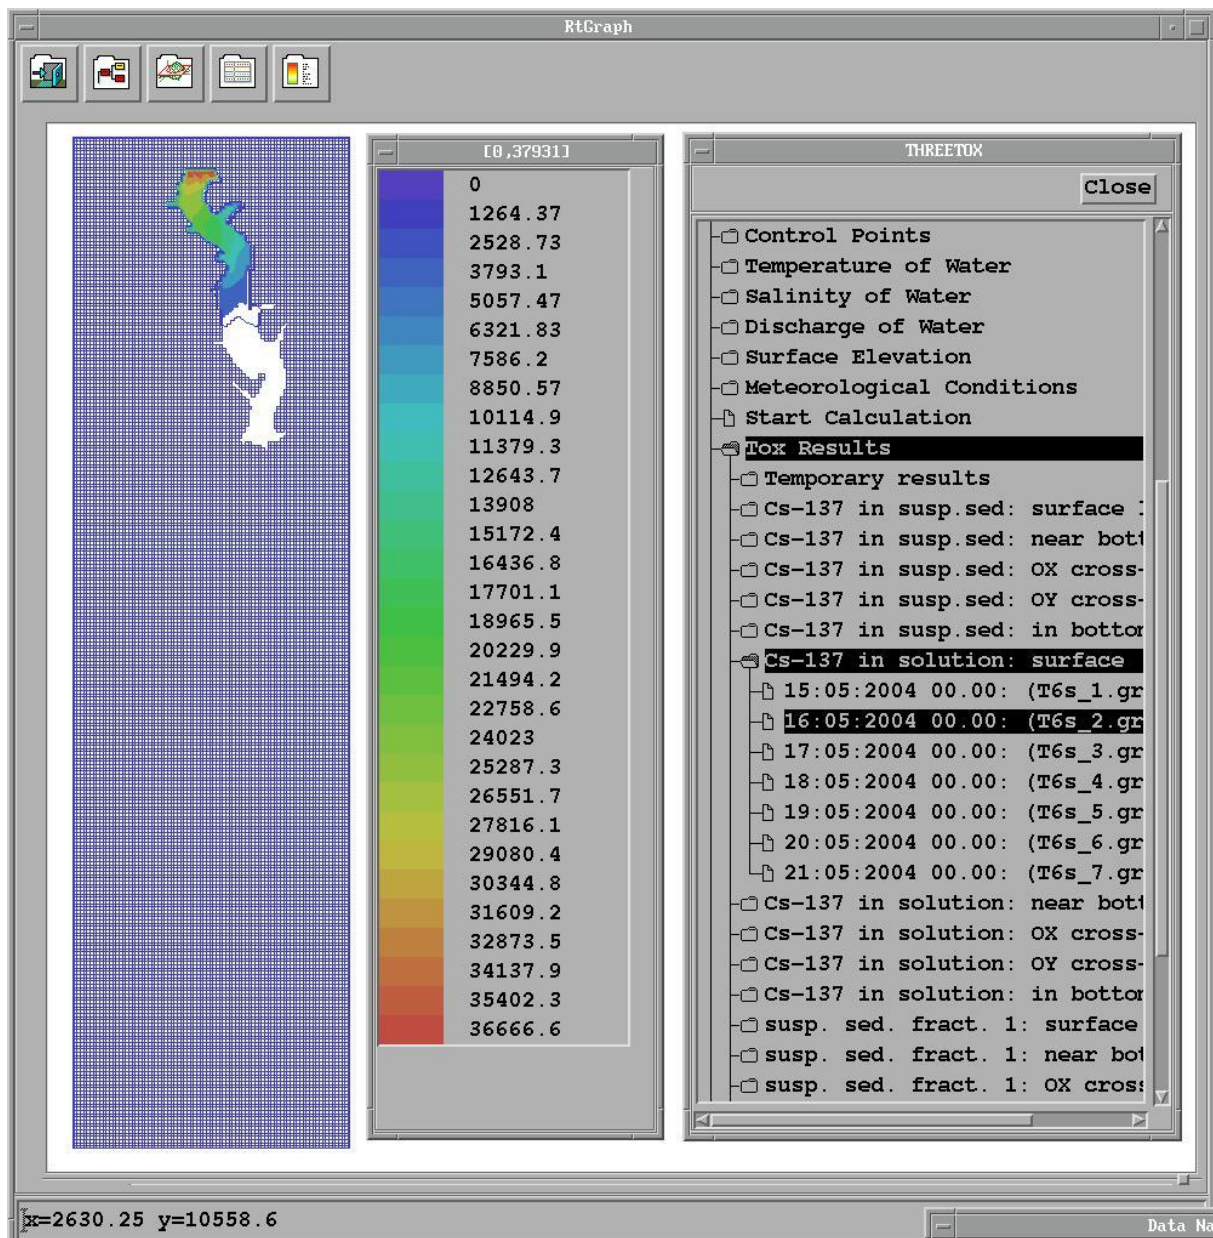 RtGraph
[0,37931]
0
1264.37
2528.73
3793.1
5057.47
6321.83
7586.2
8850.57
10114.9
11379.3
12643.7
13908
15172.4
16436.8
17701.1
18965.5
20229.9
21494.2
22758.6
24023
25287.3
26551.7
27816.1
29080.4
30344.8
31609.2
32873.5
34137.9
35402.3
36666.6
THREETOX
Close
Control Points
Temperature of Water
Salinity of Water
Discharge of Water
Surface Elevation
Meteorological Conditions
Start Calculation
Tox Results
Temporary results
Cs-137 in susp.sed: surface
Cs-137 in susp.sed: near bott
Cs-137 in susp.sed: OX cross-
Cs-137 in susp.sed: OY cross-
Cs-137 in susp.sed: in bottom
Cs-137 in solution: surface
15:05:2004 00.00: (T6s_1.gr
16:05:2004 00.00: (T6s_2.gr
17:05:2004 00.00: (T6s_3.gr
18:05:2004 00.00: (T6s_4.gr
19:05:2004 00.00: (T6s_5.gr
20:05:2004 00.00: (T6s_6.gr
21:05:2004 00.00: (T6s_7.gr
Cs-137 in solution: near bott
Cs-137 in solution: OX cross-
Cs-137 in solution: OY cross-
Cs-137 in solution: in bottom
susp. sed. fract. 1: surface
susp. sed. fract. 1: near bot
susp. sed. fract. 1: OX cross
x=2630.25 y=10558.6
Data Na